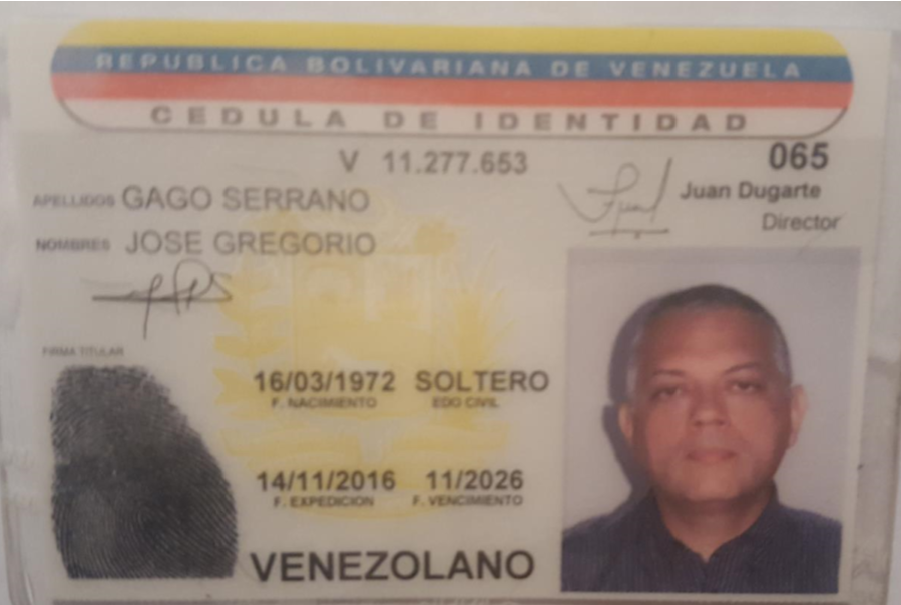 REPUBLICA BOLIVARIANA DE VENEZUELA
CEDULA DE IDENTIDAD
V 11.277.653
065
APELLIDOS GAGO SERRANO
Juan Dugarte
Director
NOMBRES JOSE GREGORIO
FIRMA TITULAR
16/03/1972 SOLTERO
F. NACIMIENTO EDO CIVIL
14/11/2016 11/2026
F. EXPEDICION F. VENCIMIENTO
VENEZOLANO